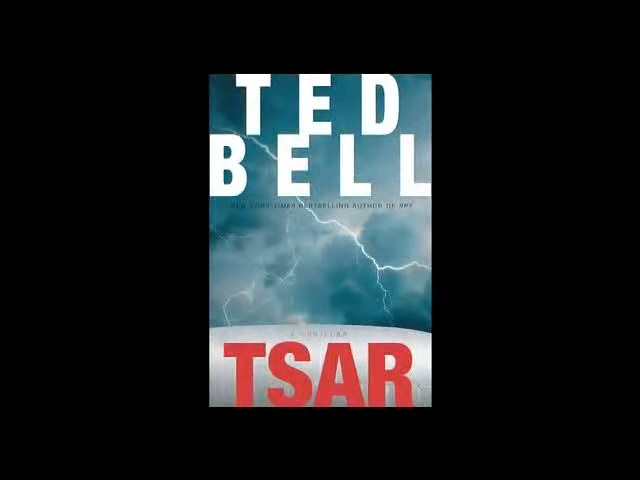 TED
BELL
NEW YORK TIMES BESTSELLING AUTHOR OF SPY
A THRILLER
TSAR